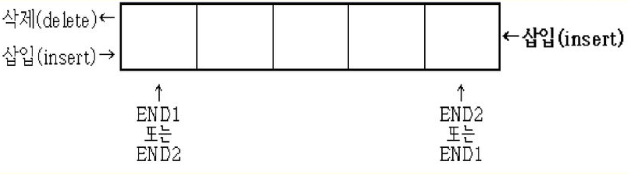 삭제(delete)←
삽입(insert)→
←삽입(insert)
↑ ↑
END1 END2
또는 또는
END2 END1